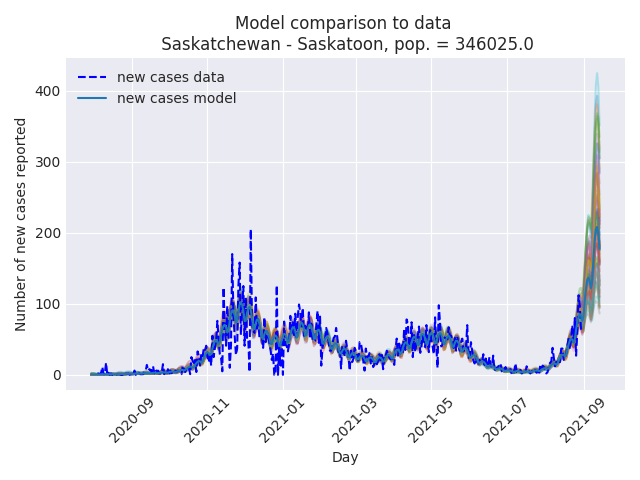 Model comparison to data
Saskatchewan - Saskatoon, pop. = 346025.0
new cases data
new cases model
Number of new cases reported
400
300
200
100
0
2020-09
2020-11
2021-01
2021-03
2021-05
2021-07
2021-09
Day